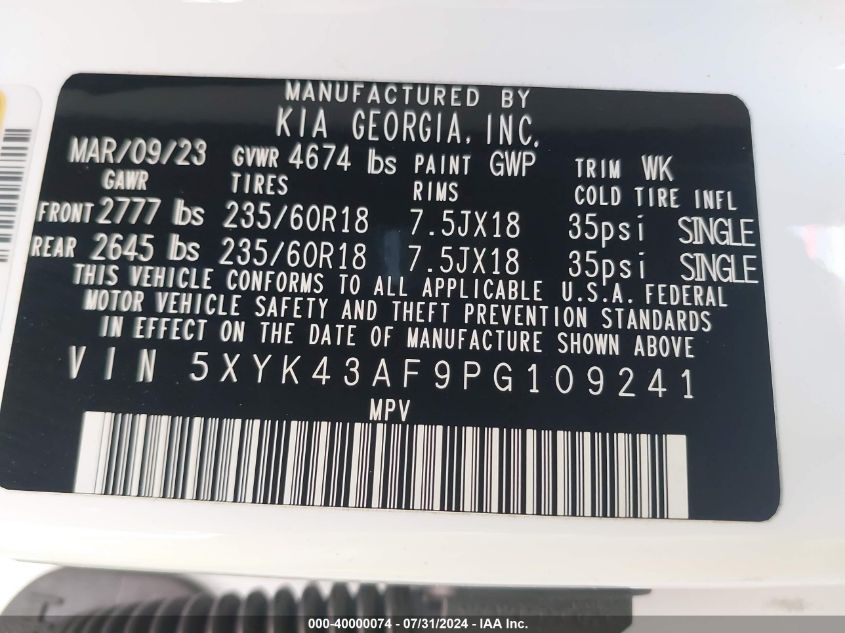 MANUFACTURED BY
KIA GEORGIA, INC.
MAR/09/23 GVWR 4674 lbs PAINT GWP TRIM WK
GAWR TIRES RIMS COLD TIRE INFL
FRONT 2777 lbs 235/60R18 7.5JX18 35psi SINGLE
REAR 2645 lbs 235/60R18 7.5JX18 35psi SINGLE
THIS VEHICLE CONFORMS TO ALL APPLICABLE U.S.A. FEDERAL
MOTOR VEHICLE SAFETY AND THEFT PREVENTION STANDARDS
IN EFFECT ON THE DATE OF MANUFACTURE SHOWN ABOVE
VIN 5XYK43AF9PG109241
MPV
000-40000074 / 07/31/2024 - IAA Inc.